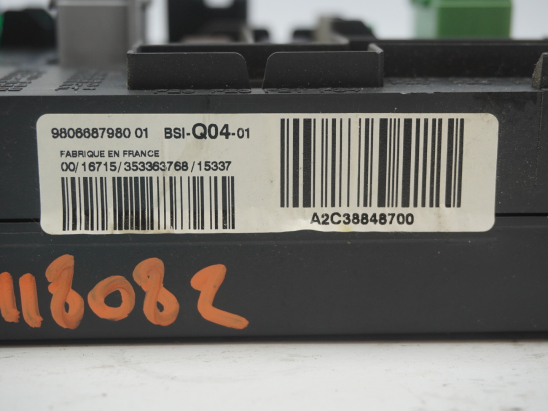 9806687980 01 BSI-Q04-01
FABRIQUE EN FRANCE
00/16715/353363768/15337
A2C38848700
118082